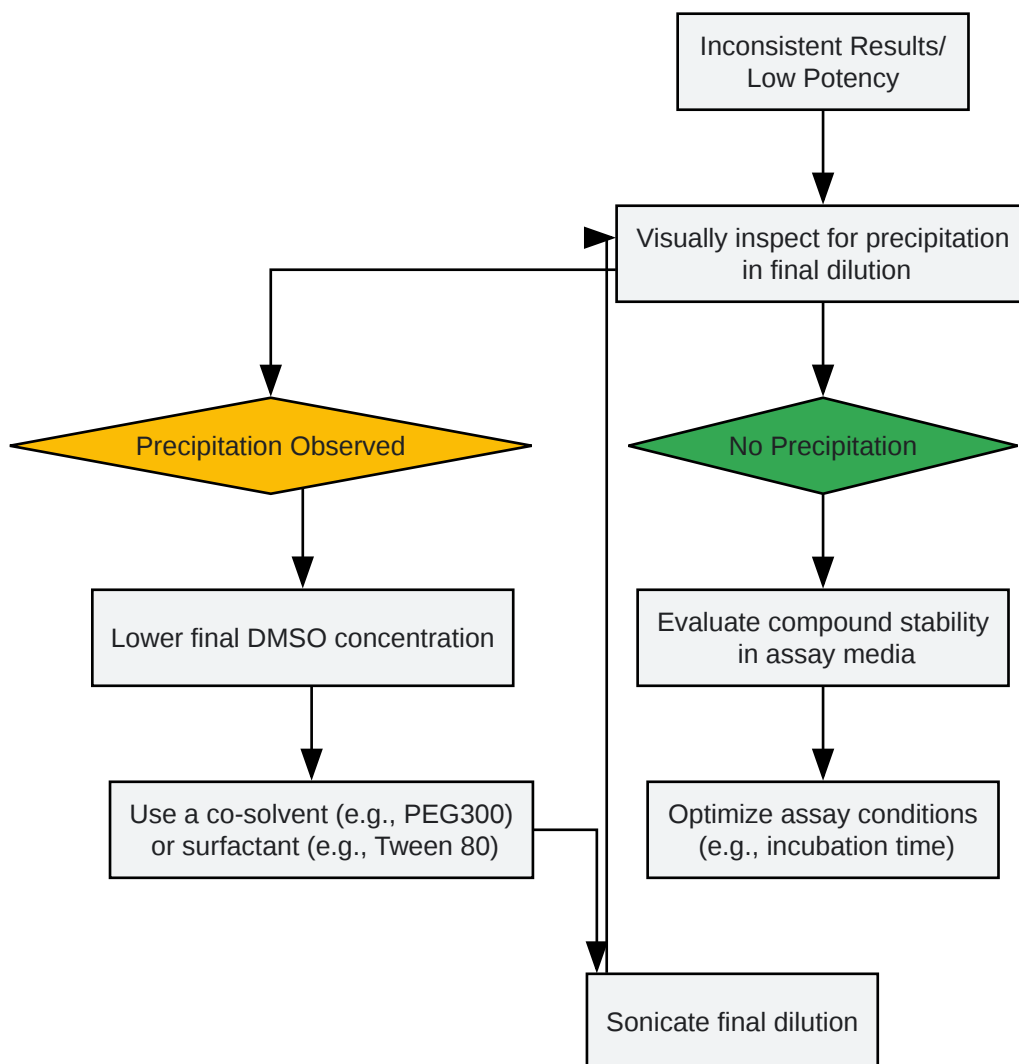 Inconsistent Results/
Low Potency
Visually inspect for precipitation
in final dilution
Precipitation Observed
No Precipitation
Lower final DMSO concentration
Evaluate compound stability
in assay media
Use a co-solvent (e.g., PEG300)
or surfactant (e.g., Tween 80)
Optimize assay conditions
(e.g., incubation time)
Sonicate final dilution